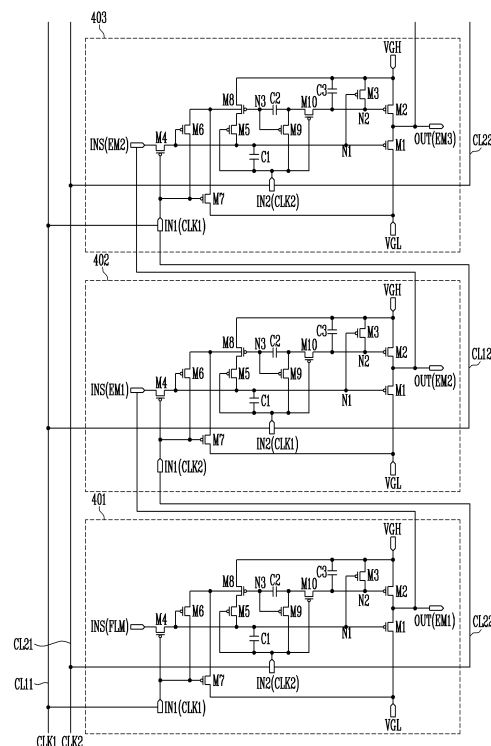 403
VGH
M8 N3 C2 M10 C3 M3 M2
M6 M5 M9 N2 OUT(EM3)
INS(EM2) M4 C1 N1 M1 CL22
M7 IN2(CLK2)
IN1(CLK1) VGL
402
VGH
M8 N3 C2 M10 C3 M3 M2 CL12
M6 M5 M9 N2 OUT(EM2)
INS(EM1) M4 C1 N1 M1
M7 IN2(CLK1)
IN1(CLK2) VGL
401
VGH
M8 N3 C2 M10 C3 M3 M2
M6 M5 M9 N2 OUT(EM1)
INS(FLM) M4 C1 N1 M1 CL22
CL21 M7 IN2(CLK2)
CL11 IN1(CLK1) VGL
CLK1 CLK2